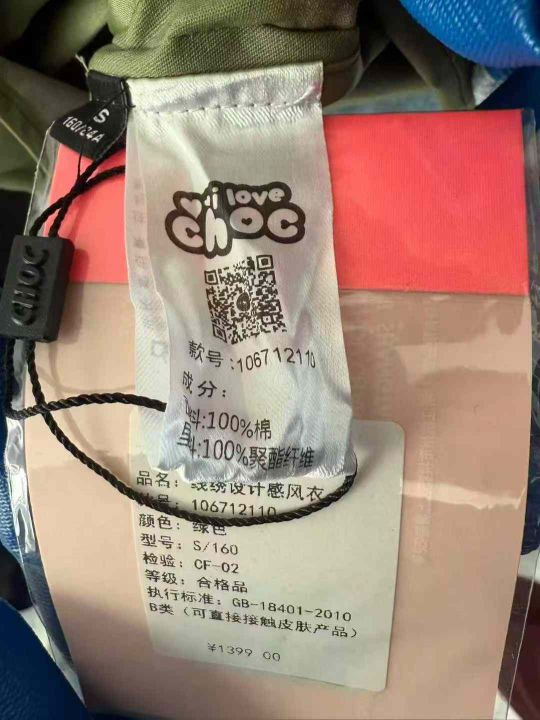 S
160/24A
i love
choc
CHOC
款号:106712110
成分:
料:100%棉
料:100%聚酯纤维
品名: 线绣设计感风衣
号: 106712110
颜色: 绿色
型号: S/160
检验: CF-02
等级: 合格品
执行标准: GB-18401-2010
B类 (可直接接触皮肤产品)
¥1399 00